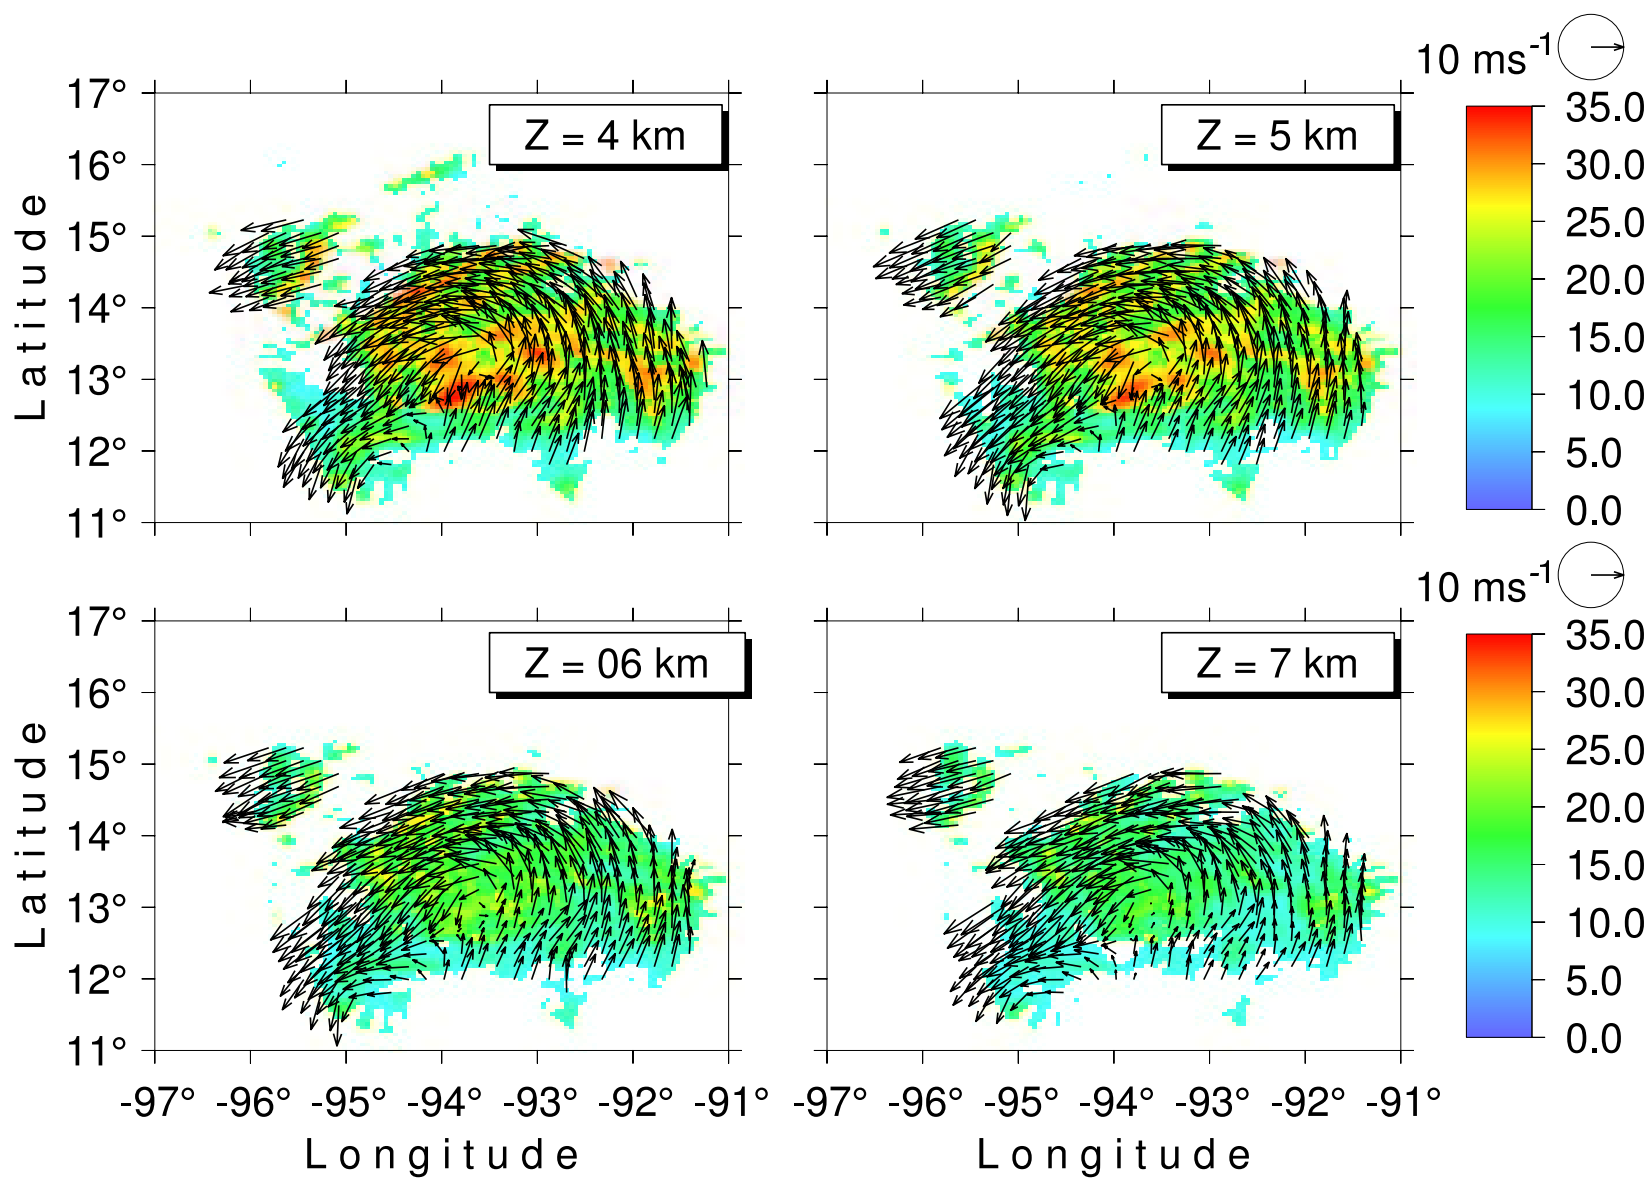 10 ms-1
17° Z = 4 km Z = 5 km 35.0
16° 30.0
15° 25.0
14° 20.0
13° 15.0
12° 10.0
11° 5.0
0.0
Latitude
10 ms-1
17° Z = 06 km Z = 7 km 35.0
16° 30.0
15° 25.0
14° 20.0
13° 15.0
12° 10.0
11° 5.0
0.0
Latitude
-97° -96° -95° -94° -93° -92° -91° -97° -96° -95° -94° -93° -92° -91°
Longitude Longitude